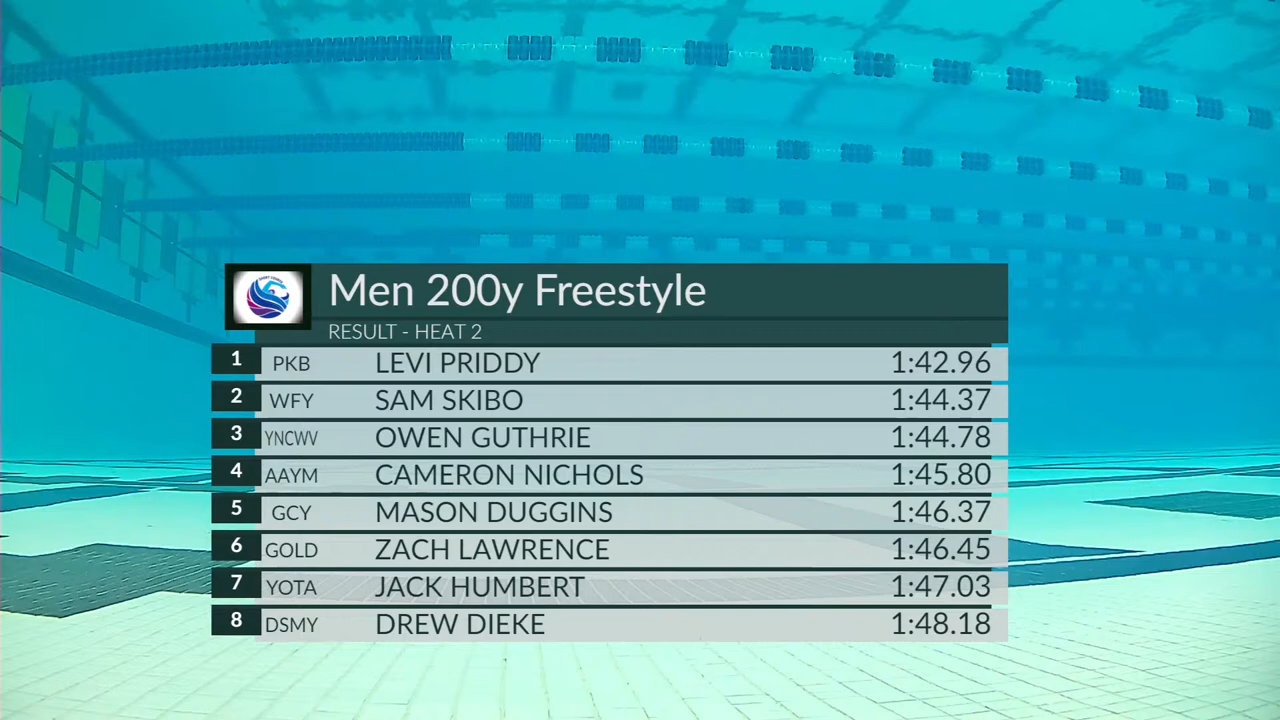 Men 200y Freestyle
RESULT - HEAT 2
1 PKB LEVI PRIDDY 1:42.96
2 WFY SAM SKIBO 1:44.37
3 YNCWV OWEN GUTHRIE 1:44.78
4 AAYM CAMERON NICHOLS 1:45.80
5 GCY MASON DUGGINS 1:46.37
6 GOLD ZACH LAWRENCE 1:46.45
7 YOTA JACK HUMBERT 1:47.03
8 DSMY DREW DIEKE 1:48.18